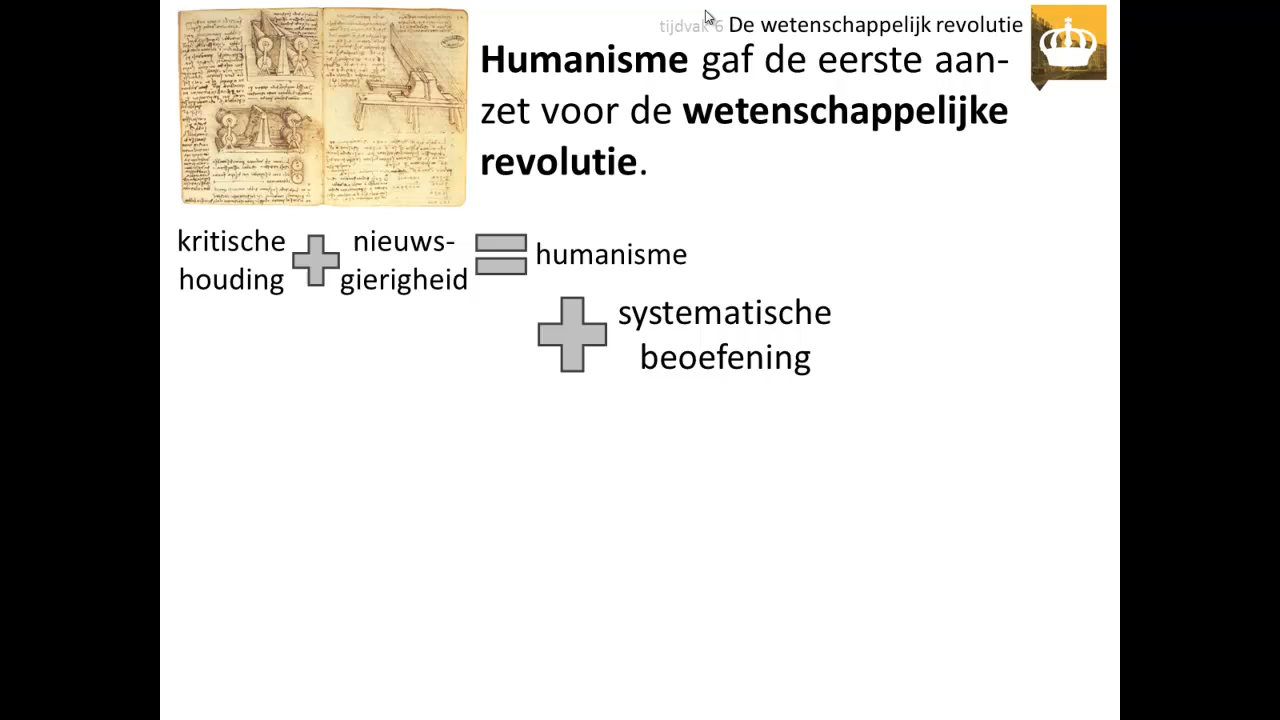 tijdvak 6 De wetenschappelijk revolutie
Humanisme gaf de eerste aan-
zet voor de wetenschappelijke
revolutie.
kritische
houding
nieuws-
gierigheid
humanisme
systematische
beoefening